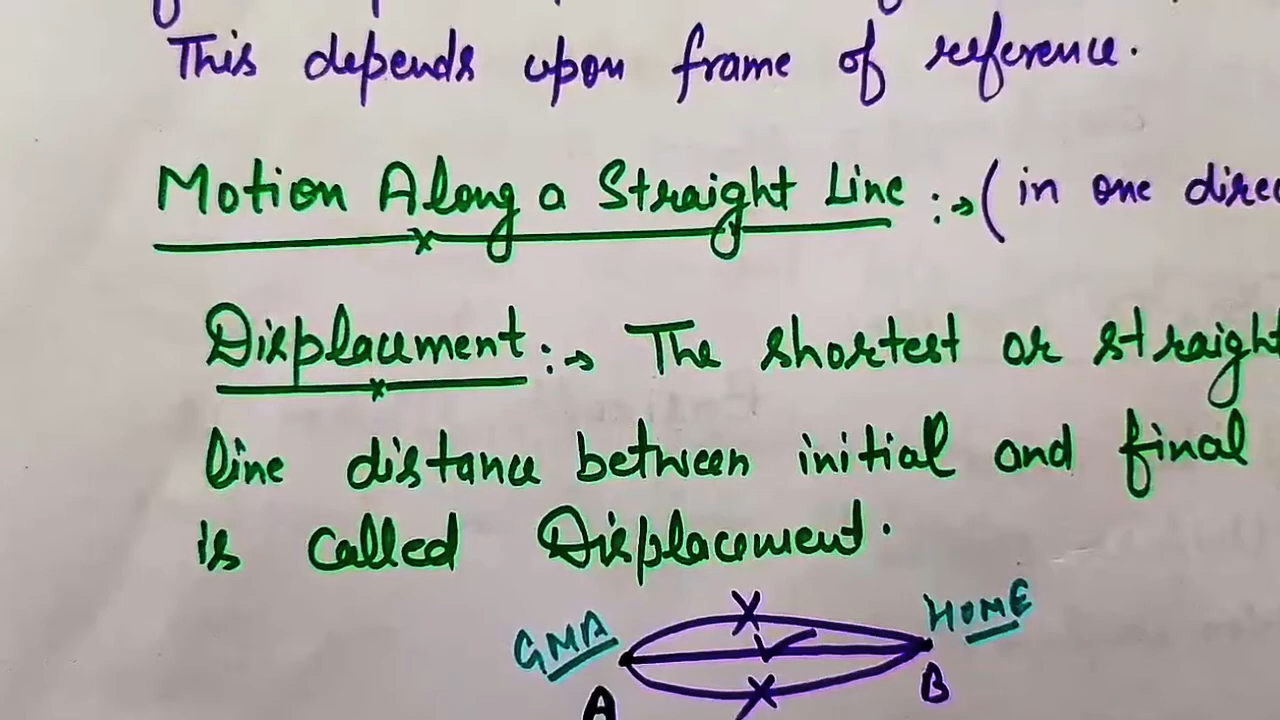 This depends upon frame of reference.
Motion Along a Straight Line :→ (in one direc
Displacement :→ The shortest or straight
line distance between initial and final
is called Displacement.
GMA HOME
A B